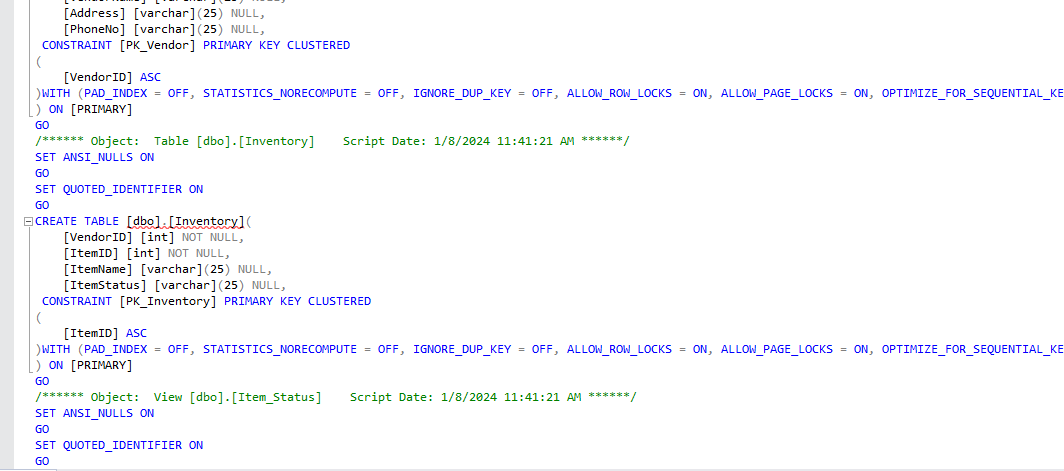 [Address] [varchar](25) NULL,
[PhoneNo] [varchar](25) NULL,
CONSTRAINT [PK_Vendor] PRIMARY KEY CLUSTERED
(
[VendorID] ASC
)WITH (PAD_INDEX = OFF, STATISTICS_NORECOMPUTE = OFF, IGNORE_DUP_KEY = OFF, ALLOW_ROW_LOCKS = ON, ALLOW_PAGE_LOCKS = ON, OPTIMIZE_FOR_SEQUENTIAL_KE
) ON [PRIMARY]
GO
/****** Object:  Table [dbo].[Inventory]    Script Date: 1/8/2024 11:41:21 AM ******/
SET ANSI_NULLS ON
GO
SET QUOTED_IDENTIFIER ON
GO
CREATE TABLE [dbo].[Inventory](
[VendorID] [int] NOT NULL,
[ItemID] [int] NOT NULL,
[ItemName] [varchar](25) NULL,
[ItemStatus] [varchar](25) NULL,
CONSTRAINT [PK_Inventory] PRIMARY KEY CLUSTERED
(
[ItemID] ASC
)WITH (PAD_INDEX = OFF, STATISTICS_NORECOMPUTE = OFF, IGNORE_DUP_KEY = OFF, ALLOW_ROW_LOCKS = ON, ALLOW_PAGE_LOCKS = ON, OPTIMIZE_FOR_SEQUENTIAL_KE
) ON [PRIMARY]
GO
/****** Object:  View [dbo].[Item_Status]    Script Date: 1/8/2024 11:41:21 AM ******/
SET ANSI_NULLS ON
GO
SET QUOTED_IDENTIFIER ON
GO